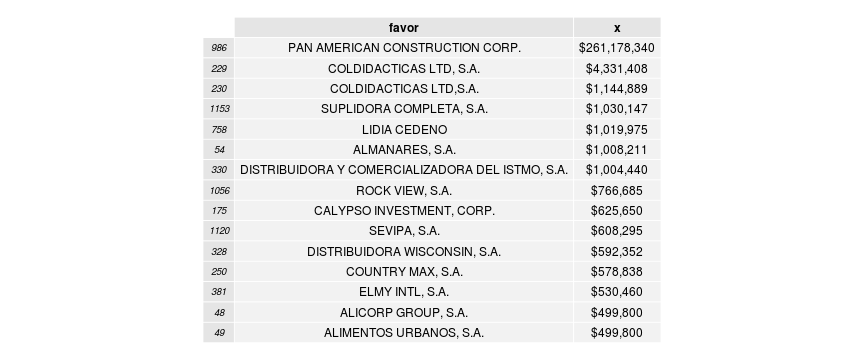 favor x
986 PAN AMERICAN CONSTRUCTION CORP. $261,178,340
229 COLDIDACTICAS LTD, S.A. $4,331,408
230 COLDIDACTICAS LTD,S.A. $1,144,889
1153 SUPLIDORA COMPLETA, S.A. $1,030,147
758 LIDIA CEDENO $1,019,975
54 ALMANARES, S.A. $1,008,211
330 DISTRIBUIDORA Y COMERCIALIZADORA DEL ISTMO, S.A. $1,004,440
1056 ROCK VIEW, S.A. $766,685
175 CALYPSO INVESTMENT, CORP. $625,650
1120 SEVIPA, S.A. $608,295
328 DISTRIBUIDORA WISCONSIN, S.A. $592,352
250 COUNTRY MAX, S.A. $578,838
381 ELMY INTL, S.A. $530,460
48 ALICORP GROUP, S.A. $499,800
49 ALIMENTOS URBANOS, S.A. $499,800